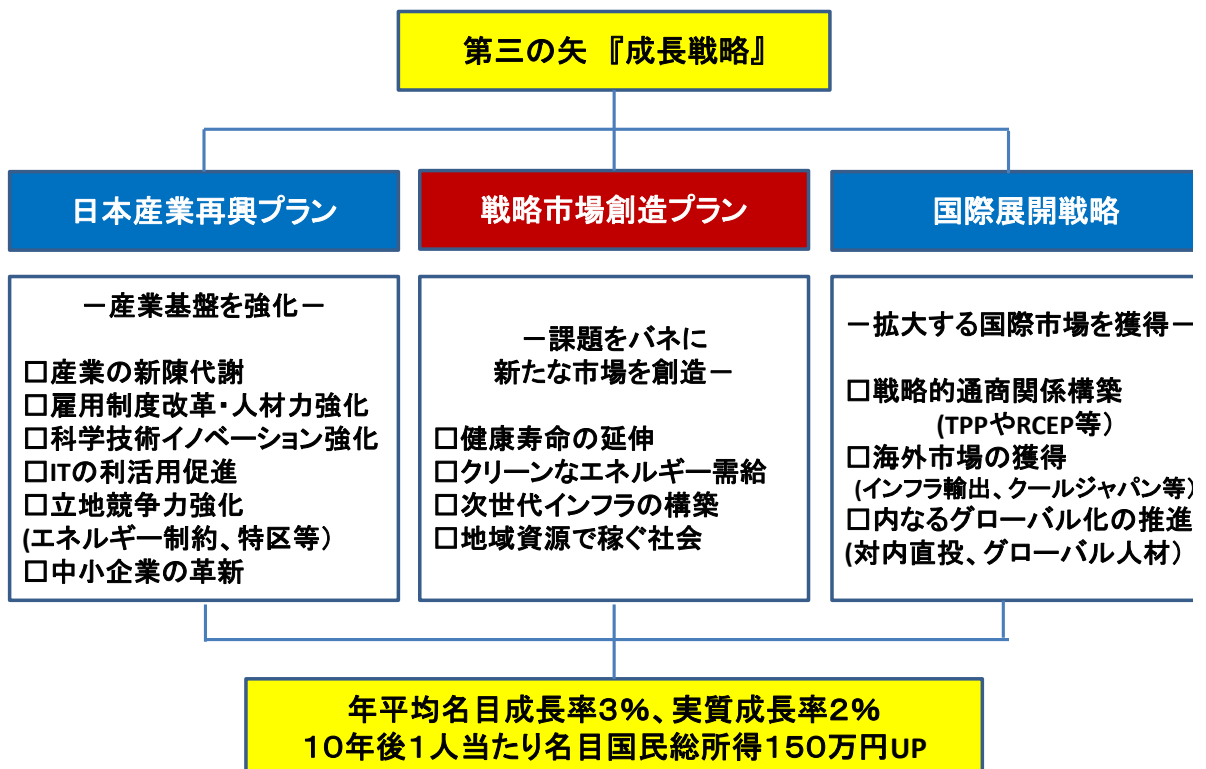 第三の矢 『成長戦略』
日本産業再興プラン
－産業基盤を強化－
□産業の新陳代謝
□雇用制度改革・人材力強化
□科学技術イノベーション強化
□ITの利活用促進
□立地競争力強化
(エネルギー制約、特区等）
□中小企業の革新
戦略市場創造プラン
－課題をバネに
新たな市場を創造－
□健康寿命の延伸
□クリーンなエネルギー需給
□次世代インフラの構築
□地域資源で稼ぐ社会
国際展開戦略
－拡大する国際市場を獲得－
□戦略的通商関係構築
(TPPやRCEP等）
□海外市場の獲得
(インフラ輸出、クールジャパン等）
□内なるグローバル化の推進
(対内直投、グローバル人材）
年平均名目成長率３％、実質成長率２％
１０年後１人当たり名目国民総所得１５０万円UP